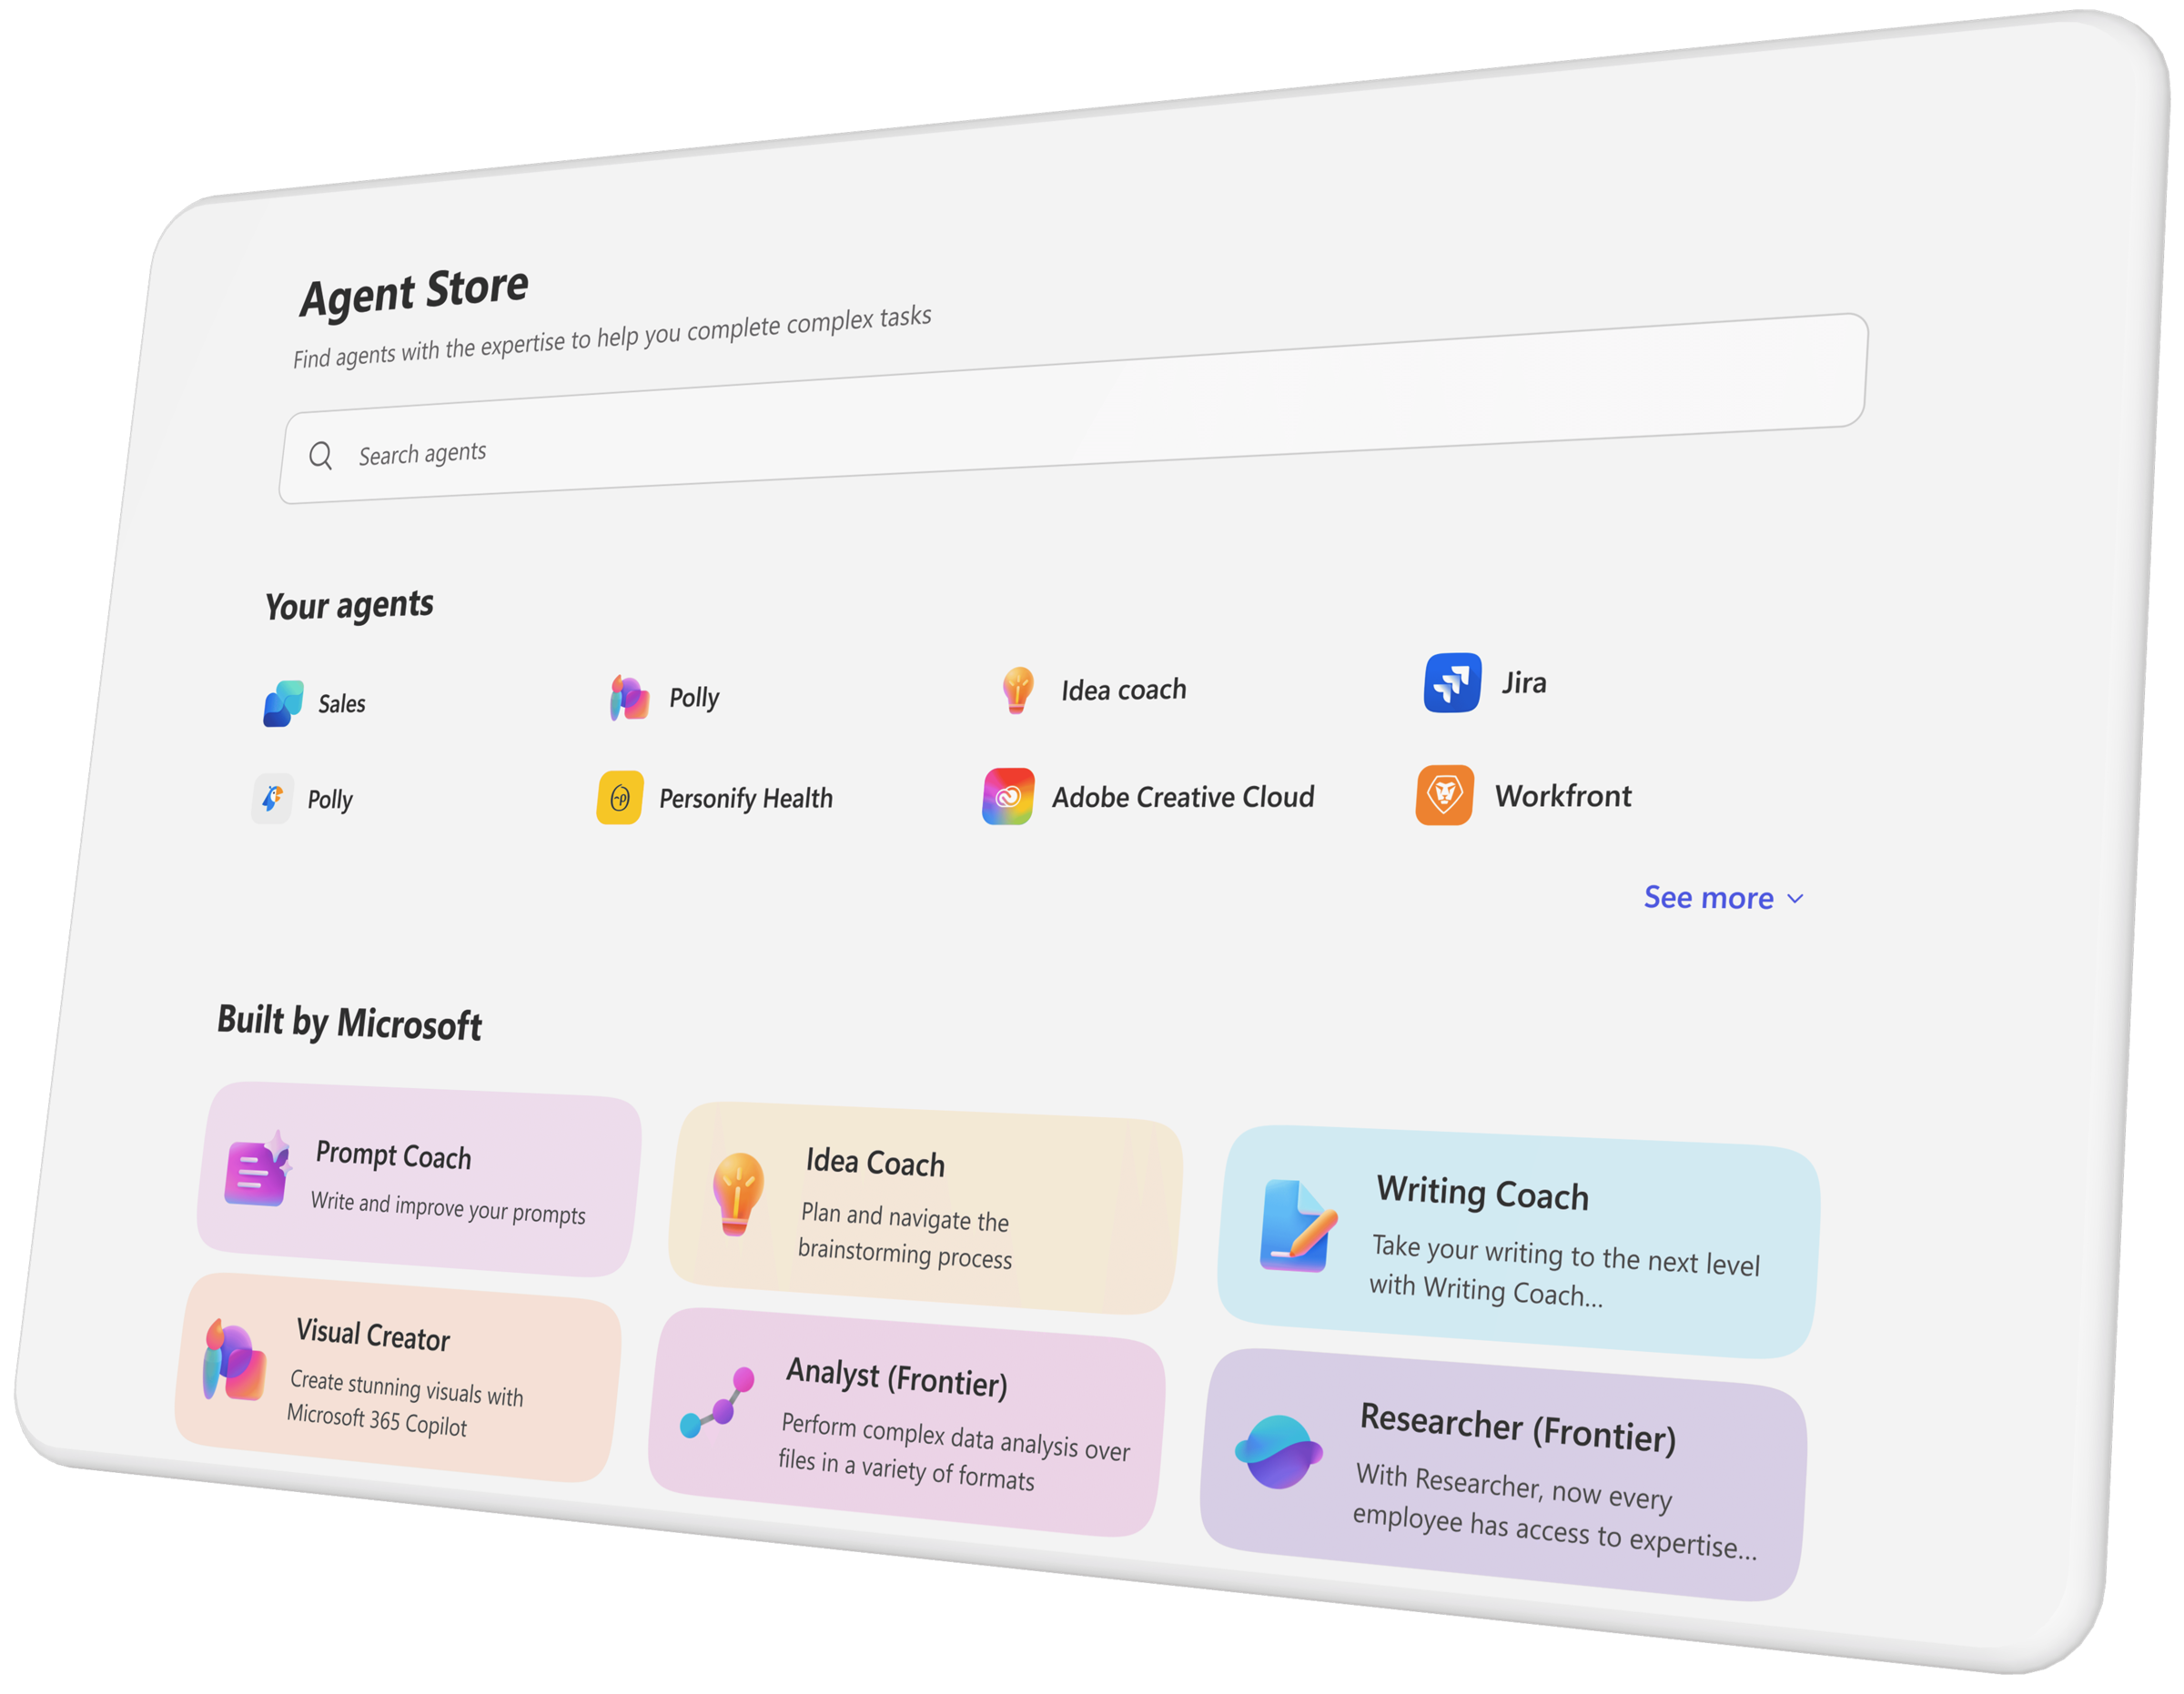 Agent Store
Find agents with the expertise to help you complete complex tasks
Search agents
Your agents
Sales
Polly
Idea coach
Jira
Polly
Personify Health
Adobe Creative Cloud
Workfront
See more
Built by Microsoft
Prompt Coach
Write and improve your prompts
Idea Coach
Plan and navigate the
brainstorming process
Writing Coach
Take your writing to the next level
with Writing Coach...
Visual Creator
Create stunning visuals with
Microsoft 365 Copilot
Analyst (Frontier)
Perform complex data analysis over
files in a variety of formats
Researcher (Frontier)
With Researcher, now every
employee has access to expertise...